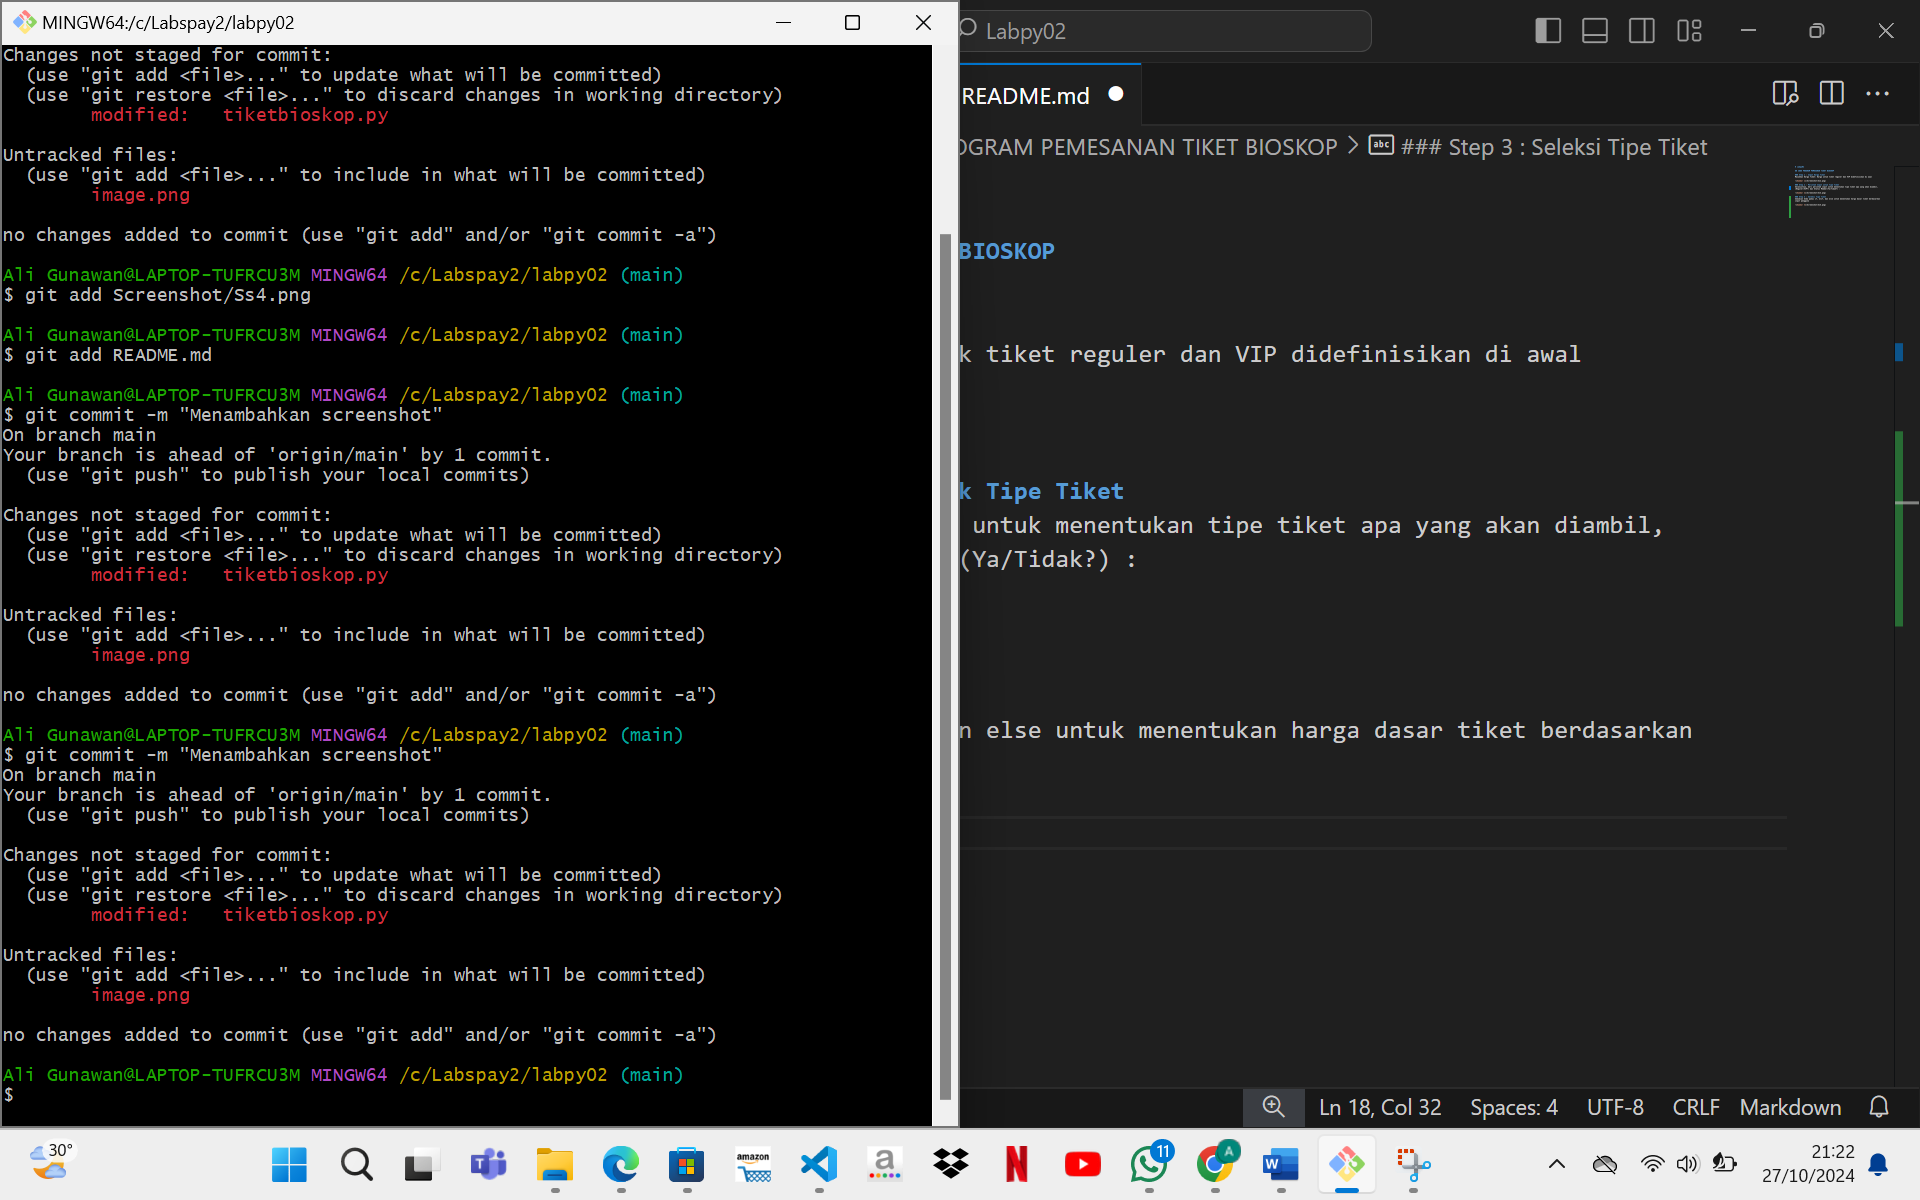 MINGW64:/c/Labspay2/labpy02
Changes not staged for commit:
(use "git add <file>..." to update what will be committed)
(use "git restore <file>..." to discard changes in working directory)
modified: tiketbioskop.py
Untracked files:
(use "git add <file>..." to include in what will be committed)
image.png
no changes added to commit (use "git add" and/or "git commit -a")
Ali Gunawan@LAPTOP-TUFRCU3M MINGW64 /c/Labspay2/labpy02 (main)
$ git add Screenshot/Ss4.png
Ali Gunawan@LAPTOP-TUFRCU3M MINGW64 /c/Labspay2/labpy02 (main)
$ git add README.md
Ali Gunawan@LAPTOP-TUFRCU3M MINGW64 /c/Labspay2/labpy02 (main)
$ git commit -m "Menambahkan screenshot"
On branch main
Your branch is ahead of 'origin/main' by 1 commit.
(use "git push" to publish your local commits)
Changes not staged for commit:
(use "git add <file>..." to update what will be committed)
(use "git restore <file>..." to discard changes in working directory)
modified: tiketbioskop.py
Untracked files:
(use "git add <file>..." to include in what will be committed)
image.png
no changes added to commit (use "git add" and/or "git commit -a")
Ali Gunawan@LAPTOP-TUFRCU3M MINGW64 /c/Labspay2/labpy02 (main)
$ git commit -m "Menambahkan screenshot"
On branch main
Your branch is ahead of 'origin/main' by 1 commit.
(use "git push" to publish your local commits)
Changes not staged for commit:
(use "git add <file>..." to update what will be committed)
(use "git restore <file>..." to discard changes in working directory)
modified: tiketbioskop.py
Untracked files:
(use "git add <file>..." to include in what will be committed)
image.png
no changes added to commit (use "git add" and/or "git commit -a")
Ali Gunawan@LAPTOP-TUFRCU3M MINGW64 /c/Labspay2/labpy02 (main)
$
Labpy02
README.md
OGRAM PEMESANAN TIKET BIOSKOP > abc ### Step 3 : Seleksi Tipe Tiket
BIOSKOP
k tiket reguler dan VIP didefinisikan di awal
k Tipe Tiket
untuk menentukan tipe tiket apa yang akan diambil,
(Ya/Tidak?) :
n else untuk menentukan harga dasar tiket berdasarkan
Ln 18, Col 32 Spaces: 4 UTF-8 CRLF Markdown
30°
amazon
a
N
11
A
W
21:22
27/10/2024